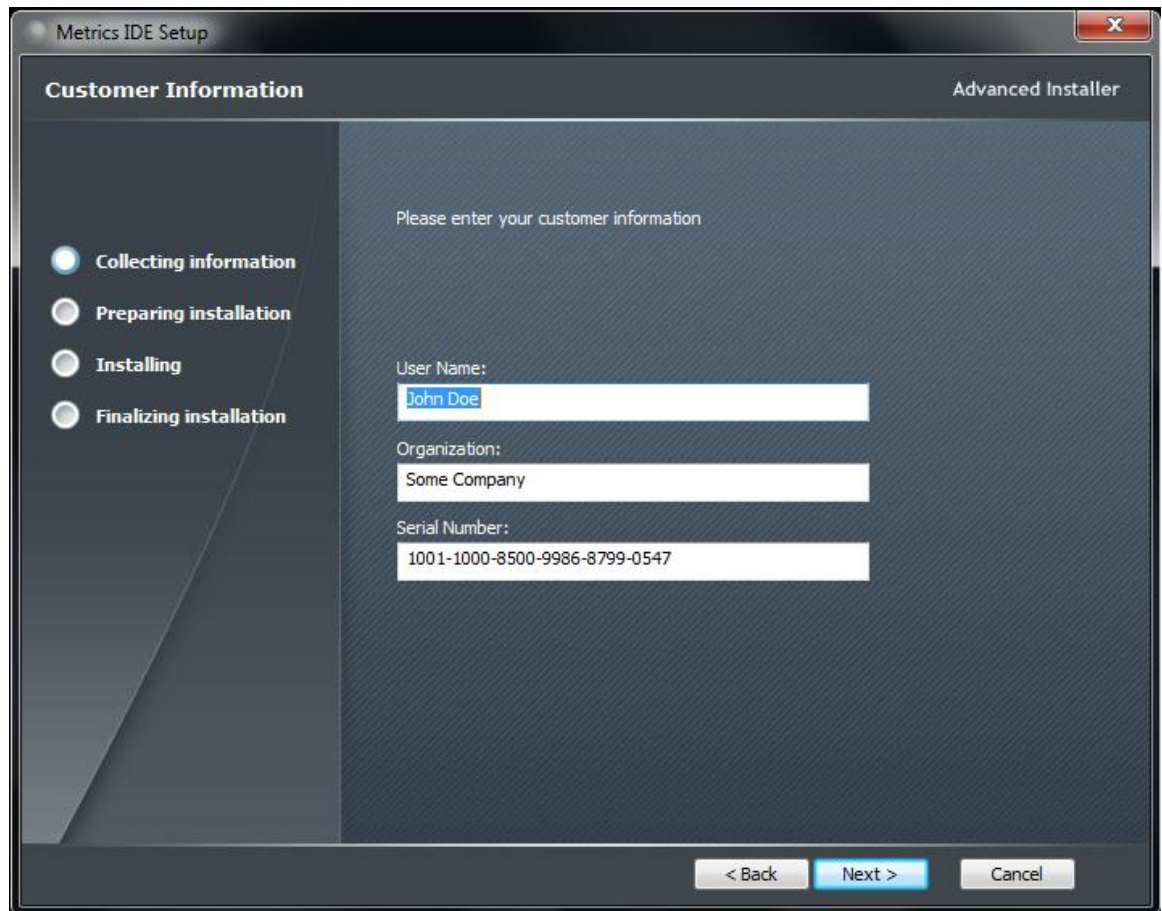 Metrics IDE Setup
Customer Information
Advanced Installer
Collecting information
Preparing installation
Installing
Finalizing installation
Please enter your customer information
User Name:
John Doe
Organization:
Some Company
Serial Number:
1001-1000-8500-9986-8799-0547
< Back
Next >
Cancel